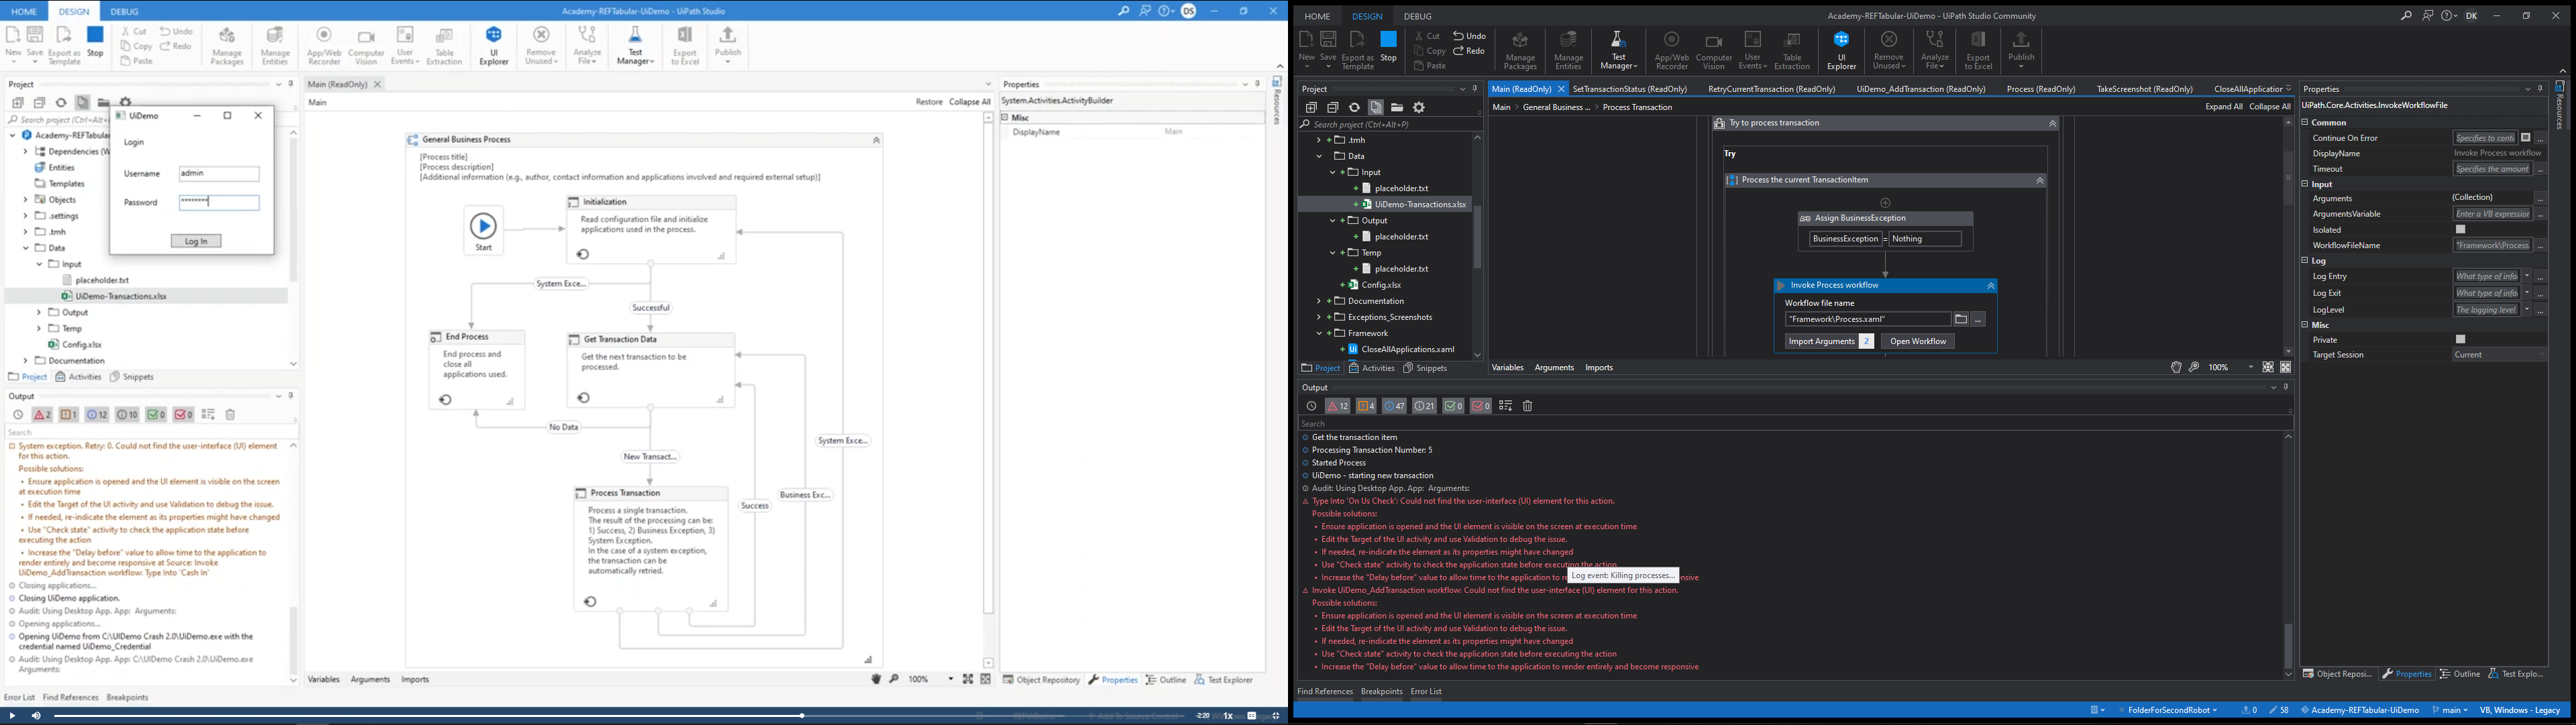 HOME DESIGN DEBUG
Academy-REFTabular-UiDemo - UiPath Studio
DS
New Save Export as Template Stop
Cut Undo
Copy Redo
Paste
Manage Packages
Manage Entities
App/Web Recorder
Computer Vision
User Events
Table Extraction
UI Explorer
Remove Unused
Analyze File
Test Manager
Export to Excel
Publish
Project
Search project (Ctrl+Alt+
Academy-REFTabular
Dependencies (W
Entities
Templates
Objects
.settings
.tmh
Data
Input
placeholder.txt
UiDemo-Transactions.xlsx
Output
Temp
Config.xlsx
Documentation
Project Activities Snippets
UiDemo
Login
Username admin
Password ********
Log In
Output
2 1 12 10 0 0
Search
System exception. Retry: 0. Could not find the user-interface (UI) element
for this action.
Possible solutions:
• Ensure application is opened and the UI element is visible on the screen
at execution time
• Edit the Target of the UI activity and use Validation to debug the issue.
• If needed, re-indicate the element as its properties might have changed
• Use "Check state" activity to check the application state before
executing the action
• Increase the "Delay before" value to allow time to the application to
render entirely and become responsive at Source: Invoke
UiDemo_AddTransaction workflow: Type Into 'Cash In'
Closing applications...
Closing UiDemo application.
Audit: Using Desktop App. App: Arguments:
Opening applications...
Opening UiDemo from C:\UIDemo Crash 2.0\UiDemo.exe with the
credential named UiDemo_Credential
Audit: Using Desktop App. App: C:\UIDemo Crash 2.0\UiDemo.exe
Arguments:
Error List Find References Breakpoints
Main (ReadOnly)
Main
Restore Collapse All
General Business Process
[Process title]
[Process description]
[Additional information (e.g., author, contact information and applications involved and required external setup)]
Start
Initialization
Read configuration file and initialize
applications used in the process.
System Exce...
Successful
End Process
End process and
close all
applications used.
Get Transaction Data
Get the next transaction to be
processed.
No Data
New Transact...
System Exce...
Business Exc...
Success
Process Transaction
Process a single transaction.
The result of the processing can be:
1) Success, 2) Business Exception, 3)
System Exception.
In the case of a system exception,
the transaction can be
automatically retried.
Variables Arguments Imports
100%
Properties
System.Activities.ActivityBuilder
Misc
DisplayName Main
Resources
Object Repository Properties Outline Test Explorer
-2:20 1x
HOME DESIGN DEBUG
Academy-REFTabular-UiDemo - UiPath Studio Community
DK
New Save Export as Template Stop
Cut Undo
Copy Redo
Paste
Manage Packages
Manage Entities
Test Manager
App/Web Recorder
Computer Vision
User Events
Table Extraction
UI Explorer
Remove Unused
Analyze File
Export to Excel
Publish
Project
Search project (Ctrl+Alt+P)
.tmh
Data
Input
placeholder.txt
UiDemo-Transactions.xlsx
Output
placeholder.txt
Temp
placeholder.txt
Config.xlsx
Documentation
Exceptions_Screenshots
Framework
CloseAllApplications.xaml
Project Activities Snippets
Main (ReadOnly) SetTransactionStatus (ReadOnly) RetryCurrentTransaction (ReadOnly) UiDemo_AddTransaction (ReadOnly) Process (ReadOnly) TakeScreenshot (ReadOnly) CloseAllApplication
Main > General Business ... > Process Transaction
Expand All Collapse All
Try to process transaction
Try
Process the current TransactionItem
Assign BusinessException
BusinessException = Nothing
Invoke Process workflow
Workflow file name
"Framework\Process.xaml"
Import Arguments 2 Open Workflow
Variables Arguments Imports
100%
Properties
UiPath.Core.Activities.InvokeWorkflowFile
Common
Continue On Error Specifies to conti
DisplayName Invoke Process workflow
Timeout Specifies the amount
Input
Arguments (Collection)
ArgumentsVariable Enter a VB expression
Isolated
WorkflowFileName "Framework\Process.
Log
Log Entry What type of infor
Log Exit What type of infor
LogLevel The logging level
Misc
Private
Target Session Current
Resources
Output
12 4 47 21 0 0
Search
Get the transaction item
Processing Transaction Number: 5
Started Process
UiDemo - starting new transaction
Audit: Using Desktop App. App: Arguments:
Type Into 'On Us Check': Could not find the user-interface (UI) element for this action.
Possible solutions:
• Ensure application is opened and the UI element is visible on the screen at execution time
• Edit the Target of the UI activity and use Validation to debug the issue.
• If needed, re-indicate the element as its properties might have changed
• Use "Check state" activity to check the application state before executing the action
Log event: Killing processes...
• Increase the "Delay before" value to allow time to the application to re nsive
Invoke UiDemo_AddTransaction workflow: Could not find the user-interface (UI) element for this action.
Possible solutions:
• Ensure application is opened and the UI element is visible on the screen at execution time
• Edit the Target of the UI activity and use Validation to debug the issue.
• If needed, re-indicate the element as its properties might have changed
• Use "Check state" activity to check the application state before executing the action
• Increase the "Delay before" value to allow time to the application to render entirely and become responsive
Find References Breakpoints Error List
Object Reposi... Properties Outline Test Explo...
FolderForSecondRobot 0 58 Academy-REFTabular-UiDemo main VB, Windows - Legacy